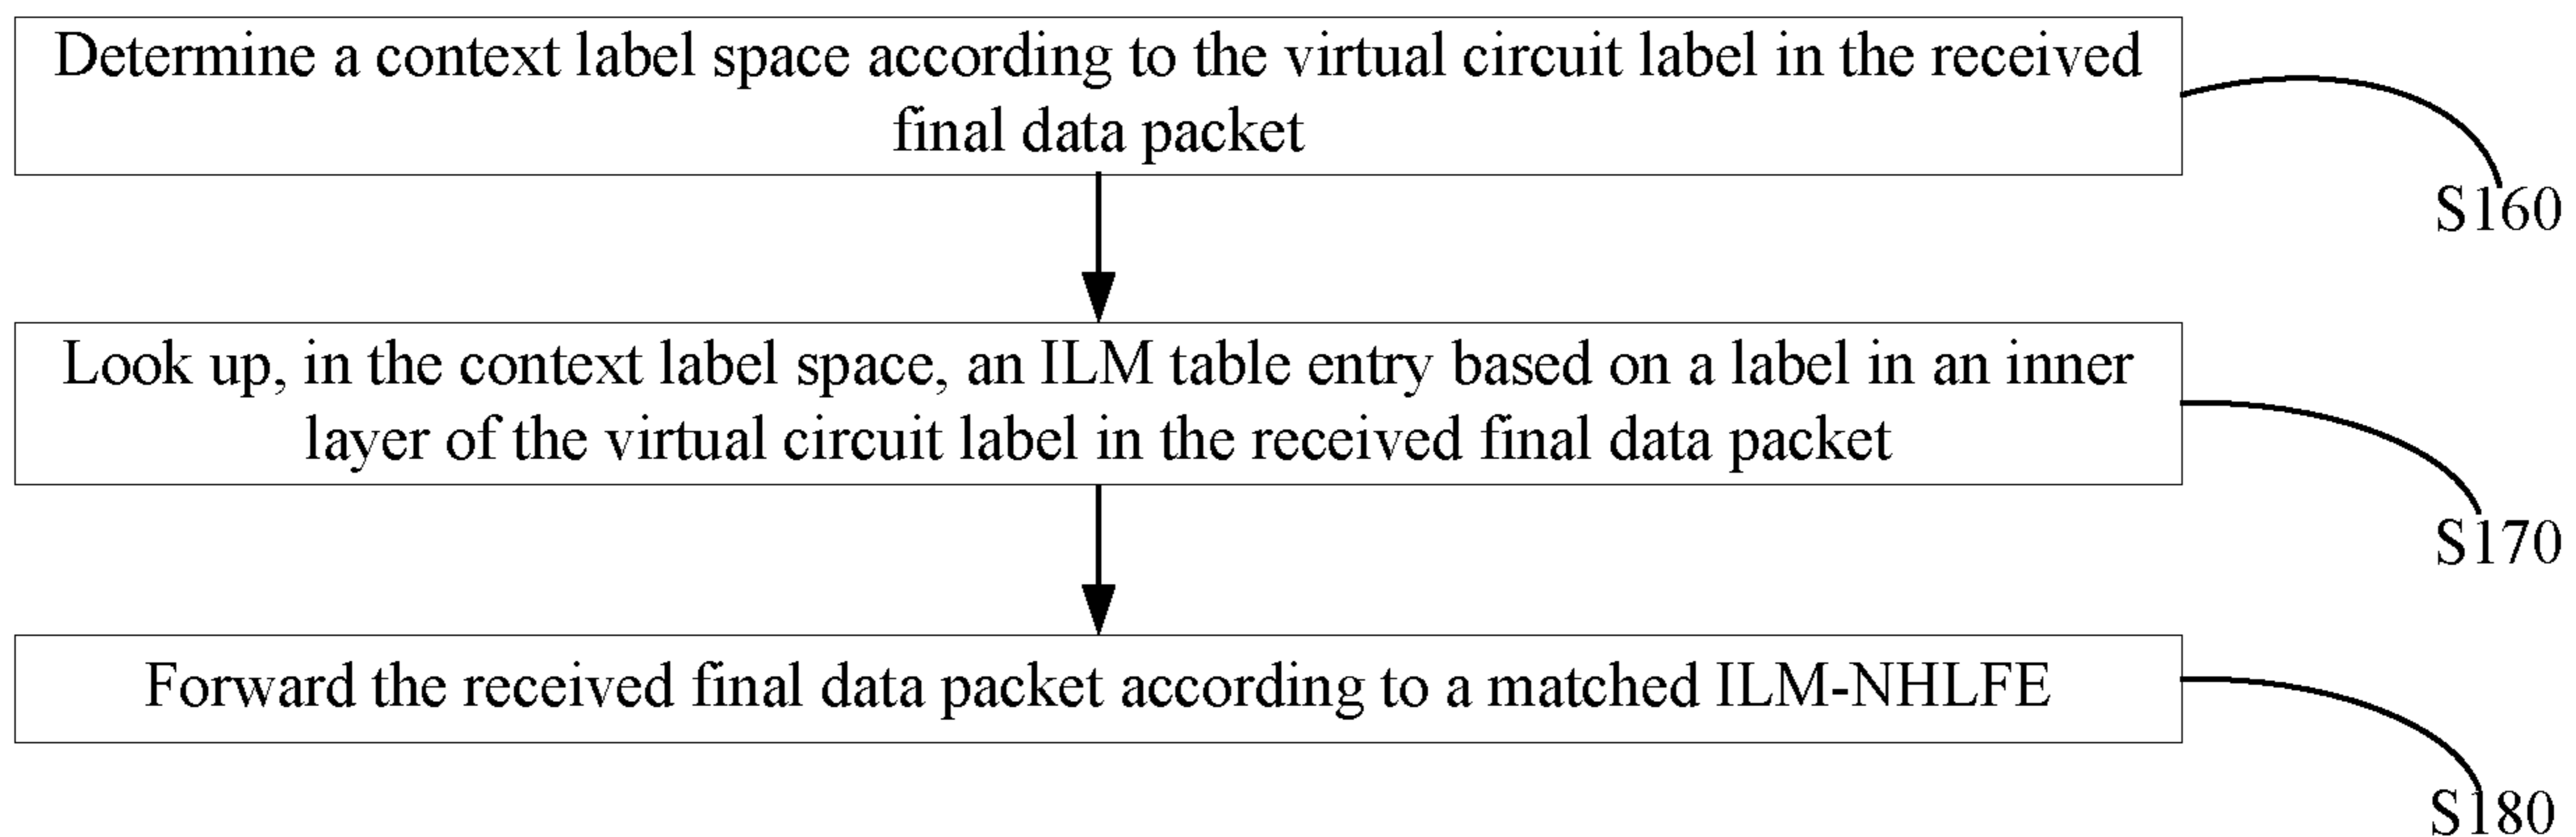 Determine a context label space according to the virtual circuit label in the received
final data packet
S160
Look up, in the context label space, an ILM table entry based on a label in an inner
layer of the virtual circuit label in the received final data packet
S170
Forward the received final data packet according to a matched ILM-NHLFE
S180